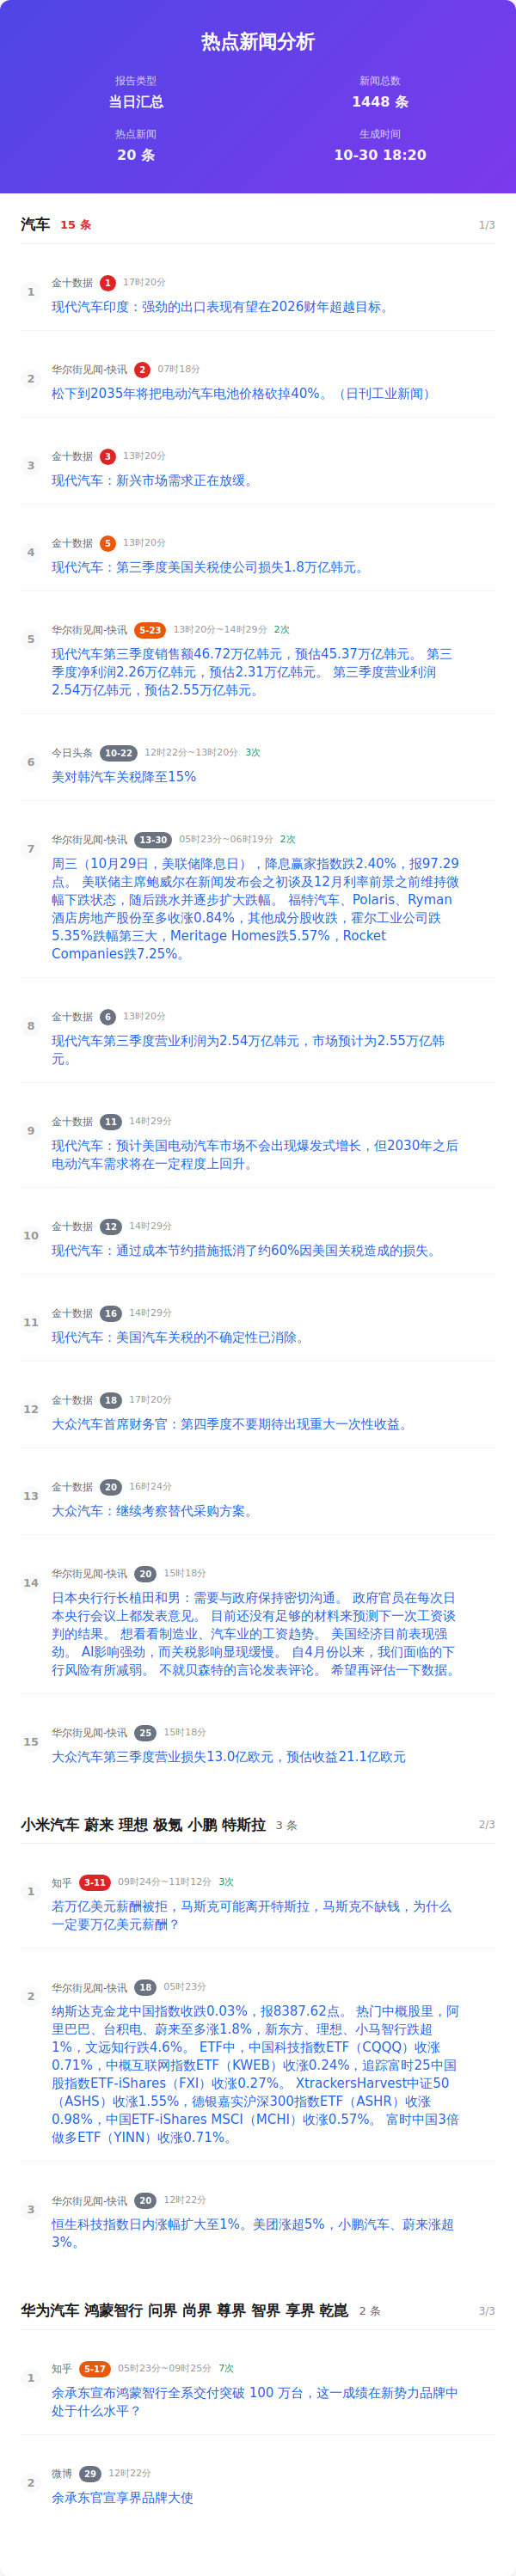 热点新闻分析
报告类型
当日汇总
新闻总数
1448 条
热点新闻
20 条
生成时间
10-30 18:20
汽车 15 条 1/3
1
金十数据 1 17时20分
现代汽车印度：强劲的出口表现有望在2026财年超越目标。
2
华尔街见闻-快讯 2 07时18分
松下到2035年将把电动汽车电池价格砍掉40%。（日刊工业新闻）
3
金十数据 3 13时20分
现代汽车：新兴市场需求正在放缓。
4
金十数据 5 13时20分
现代汽车：第三季度美国关税使公司损失1.8万亿韩元。
5
华尔街见闻-快讯 5-23 13时20分~14时29分 2次
现代汽车第三季度销售额46.72万亿韩元，预估45.37万亿韩元。 第三
季度净利润2.26万亿韩元，预估2.31万亿韩元。 第三季度营业利润
2.54万亿韩元，预估2.55万亿韩元。
6
今日头条 10-22 12时22分~13时20分 3次
美对韩汽车关税降至15%
7
华尔街见闻-快讯 13-30 05时23分~06时19分 2次
周三（10月29日，美联储降息日），降息赢家指数跌2.40%，报97.29
点。 美联储主席鲍威尔在新闻发布会之初谈及12月利率前景之前维持微
幅下跌状态，随后跳水并逐步扩大跌幅。 福特汽车、Polaris、Ryman
酒店房地产股份至多收涨0.84%，其他成分股收跌，霍尔工业公司跌
5.35%跌幅第三大，Meritage Homes跌5.57%，Rocket
Companies跌7.25%。
8
金十数据 6 13时20分
现代汽车第三季度营业利润为2.54万亿韩元，市场预计为2.55万亿韩
元。
9
金十数据 11 14时29分
现代汽车：预计美国电动汽车市场不会出现爆发式增长，但2030年之后
电动汽车需求将在一定程度上回升。
10
金十数据 12 14时29分
现代汽车：通过成本节约措施抵消了约60%因美国关税造成的损失。
11
金十数据 16 14时29分
现代汽车：美国汽车关税的不确定性已消除。
12
金十数据 18 17时20分
大众汽车首席财务官：第四季度不要期待出现重大一次性收益。
13
金十数据 20 16时24分
大众汽车：继续考察替代采购方案。
14
华尔街见闻-快讯 20 15时18分
日本央行行长植田和男：需要与政府保持密切沟通。 政府官员在每次日
本央行会议上都发表意见。 目前还没有足够的材料来预测下一次工资谈
判的结果。 想看看制造业、汽车业的工资趋势。 美国经济目前表现强
劲。 AI影响强劲，而关税影响显现缓慢。 自4月份以来，我们面临的下
行风险有所减弱。 不就贝森特的言论发表评论。 希望再评估一下数据。
15
华尔街见闻-快讯 25 15时18分
大众汽车第三季度营业损失13.0亿欧元，预估收益21.1亿欧元
小米汽车 蔚来 理想 极氪 小鹏 特斯拉 3 条 2/3
1
知乎 3-11 09时24分~11时12分 3次
若万亿美元薪酬被拒，马斯克可能离开特斯拉，马斯克不缺钱，为什么
一定要万亿美元薪酬？
2
华尔街见闻-快讯 18 05时23分
纳斯达克金龙中国指数收跌0.03%，报8387.62点。 热门中概股里，阿
里巴巴、台积电、蔚来至多涨1.8%，新东方、理想、小马智行跌超
1%，文远知行跌4.6%。 ETF中，中国科技指数ETF（CQQQ）收涨
0.71%，中概互联网指数ETF（KWEB）收涨0.24%，追踪富时25中国
股指数ETF-iShares（FXI）收涨0.27%。 XtrackersHarvest中证50
（ASHS）收涨1.55%，德银嘉实沪深300指数ETF（ASHR）收涨
0.98%，中国ETF-iShares MSCI（MCHI）收涨0.57%。 富时中国3倍
做多ETF（YINN）收涨0.71%。
3
华尔街见闻-快讯 20 12时22分
恒生科技指数日内涨幅扩大至1%。美团涨超5%，小鹏汽车、蔚来涨超
3%。
华为汽车 鸿蒙智行 问界 尚界 尊界 智界 享界 乾崑 2 条 3/3
1
知乎 5-17 05时23分~09时25分 7次
余承东宣布鸿蒙智行全系交付突破 100 万台，这一成绩在新势力品牌中
处于什么水平？
2
微博 29 12时22分
余承东官宣享界品牌大使